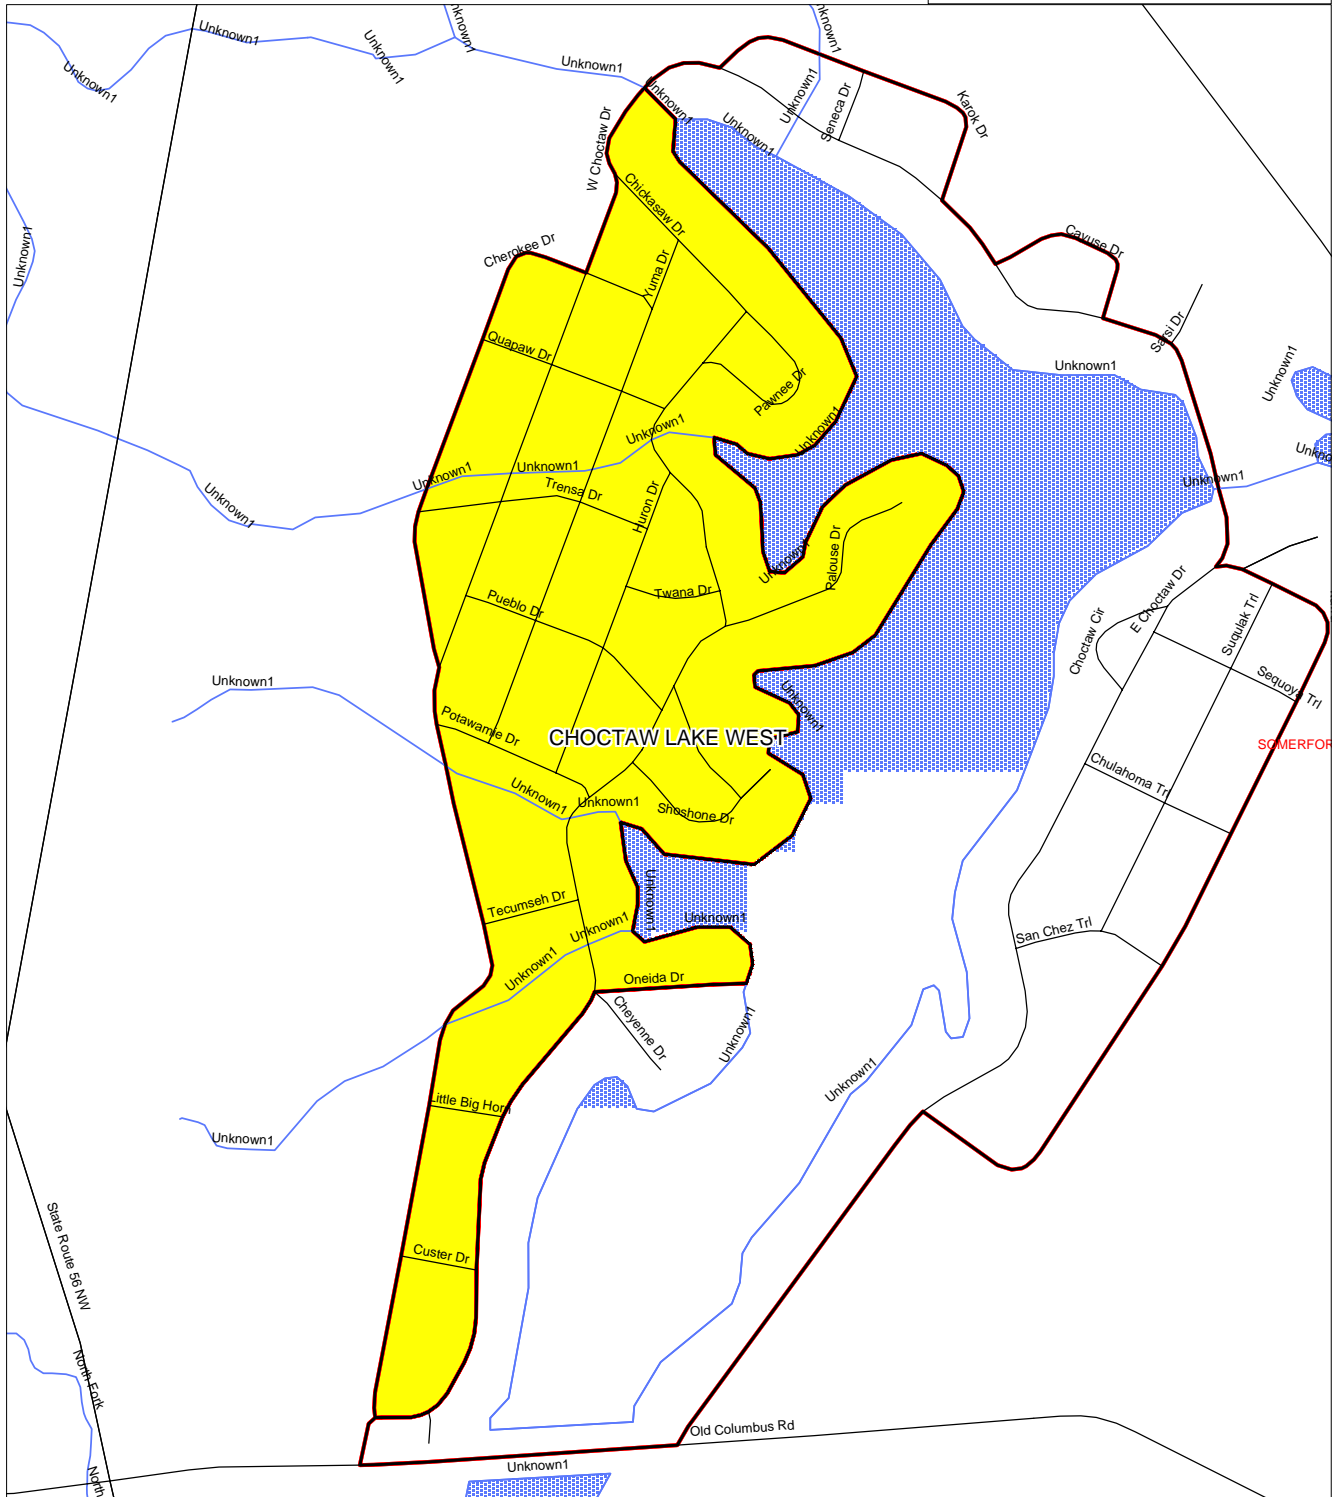 Unknown1
Unknown1
Unknown1
nknown1
Unknown1
nknown1
Unknown1
Unknown1
Unknown1
Seneca Dr
Karok Dr
W Choctaw Dr
Chickasaw Dr
Cherokee Dr
Yuma Dr
Cayuse Dr
Unknown1
Sarsi Dr
Quapaw Dr
Pawnee Dr
Unknown1
Unknown1
Unknown1
Unknown1
Unknown1
Unknown1
Unkno
Unknown1
Unknown1
Trensa Dr
Huron Dr
Unknown1
Palouse Dr
Twana Dr
Pueblo Dr
E Choctaw Dr
Choctaw Cir
Suqulak Trl
Sequoya Trl
Unknown1
Unknown1
Potawamie Dr
CHOCTAW LAKE WEST
SOMERFOR
Chulahoma Trl
Unknown1
Unknown1
Shoshone Dr
Tecumseh Dr
Unknown1
Unknown1
Unknown1
San Chez Trl
Unknown1
Oneida Dr
Cheyenne Dr
Unknown1
Unknown1
Little Big Horn
Unknown1
State Route 56 NW
Custer Dr
North Fork
Old Columbus Rd
Unknown1
North